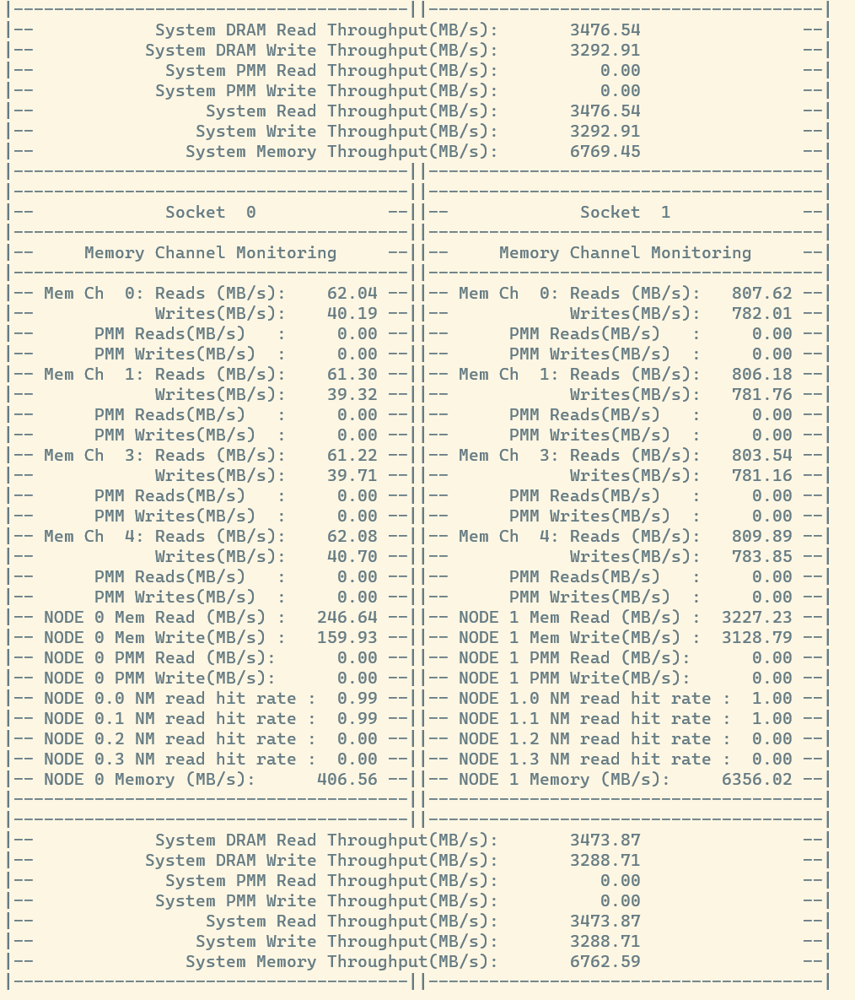 |---------------------------------------||---------------------------------------|
|--            System DRAM Read Throughput(MB/s):       3476.54                --|
|--           System DRAM Write Throughput(MB/s):       3292.91                --|
|--             System PMM Read Throughput(MB/s):          0.00                --|
|--            System PMM Write Throughput(MB/s):          0.00                --|
|--                 System Read Throughput(MB/s):       3476.54                --|
|--                System Write Throughput(MB/s):       3292.91                --|
|--               System Memory Throughput(MB/s):       6769.45                --|
|---------------------------------------||---------------------------------------|
|---------------------------------------||---------------------------------------|
|--             Socket  0             --||--             Socket  1             --|
|---------------------------------------||---------------------------------------|
|--     Memory Channel Monitoring     --||--     Memory Channel Monitoring     --|
|---------------------------------------||---------------------------------------|
|-- Mem Ch  0: Reads (MB/s):    62.04 --||-- Mem Ch  0: Reads (MB/s):   807.62 --|
|--            Writes(MB/s):    40.19 --||--            Writes(MB/s):   782.01 --|
|--      PMM Reads(MB/s)   :     0.00 --||--      PMM Reads(MB/s)   :     0.00 --|
|--      PMM Writes(MB/s)  :     0.00 --||--      PMM Writes(MB/s)  :     0.00 --|
|-- Mem Ch  1: Reads (MB/s):    61.30 --||-- Mem Ch  1: Reads (MB/s):   806.18 --|
|--            Writes(MB/s):    39.32 --||--            Writes(MB/s):   781.76 --|
|--      PMM Reads(MB/s)   :     0.00 --||--      PMM Reads(MB/s)   :     0.00 --|
|--      PMM Writes(MB/s)  :     0.00 --||--      PMM Writes(MB/s)  :     0.00 --|
|-- Mem Ch  3: Reads (MB/s):    61.22 --||-- Mem Ch  3: Reads (MB/s):   803.54 --|
|--            Writes(MB/s):    39.71 --||--            Writes(MB/s):   781.16 --|
|--      PMM Reads(MB/s)   :     0.00 --||--      PMM Reads(MB/s)   :     0.00 --|
|--      PMM Writes(MB/s)  :     0.00 --||--      PMM Writes(MB/s)  :     0.00 --|
|-- Mem Ch  4: Reads (MB/s):    62.08 --||-- Mem Ch  4: Reads (MB/s):   809.89 --|
|--            Writes(MB/s):    40.70 --||--            Writes(MB/s):   783.85 --|
|--      PMM Reads(MB/s)   :     0.00 --||--      PMM Reads(MB/s)   :     0.00 --|
|--      PMM Writes(MB/s)  :     0.00 --||--      PMM Writes(MB/s)  :     0.00 --|
|-- NODE 0 Mem Read (MB/s) :   246.64 --||-- NODE 1 Mem Read (MB/s) :  3227.23 --|
|-- NODE 0 Mem Write(MB/s) :   159.93 --||-- NODE 1 Mem Write(MB/s) :  3128.79 --|
|-- NODE 0 PMM Read (MB/s):      0.00 --||-- NODE 1 PMM Read (MB/s):      0.00 --|
|-- NODE 0 PMM Write(MB/s):      0.00 --||-- NODE 1 PMM Write(MB/s):      0.00 --|
|-- NODE 0.0 NM read hit rate :  0.99 --||-- NODE 1.0 NM read hit rate :  1.00 --|
|-- NODE 0.1 NM read hit rate :  0.99 --||-- NODE 1.1 NM read hit rate :  1.00 --|
|-- NODE 0.2 NM read hit rate :  0.00 --||-- NODE 1.2 NM read hit rate :  0.00 --|
|-- NODE 0.3 NM read hit rate :  0.00 --||-- NODE 1.3 NM read hit rate :  0.00 --|
|-- NODE 0 Memory (MB/s):      406.56 --||-- NODE 1 Memory (MB/s):     6356.02 --|
|---------------------------------------||---------------------------------------|
|---------------------------------------||---------------------------------------|
|--            System DRAM Read Throughput(MB/s):       3473.87                --|
|--           System DRAM Write Throughput(MB/s):       3288.71                --|
|--             System PMM Read Throughput(MB/s):          0.00                --|
|--            System PMM Write Throughput(MB/s):          0.00                --|
|--                 System Read Throughput(MB/s):       3473.87                --|
|--                System Write Throughput(MB/s):       3288.71                --|
|--               System Memory Throughput(MB/s):       6762.59                --|
|---------------------------------------||---------------------------------------|